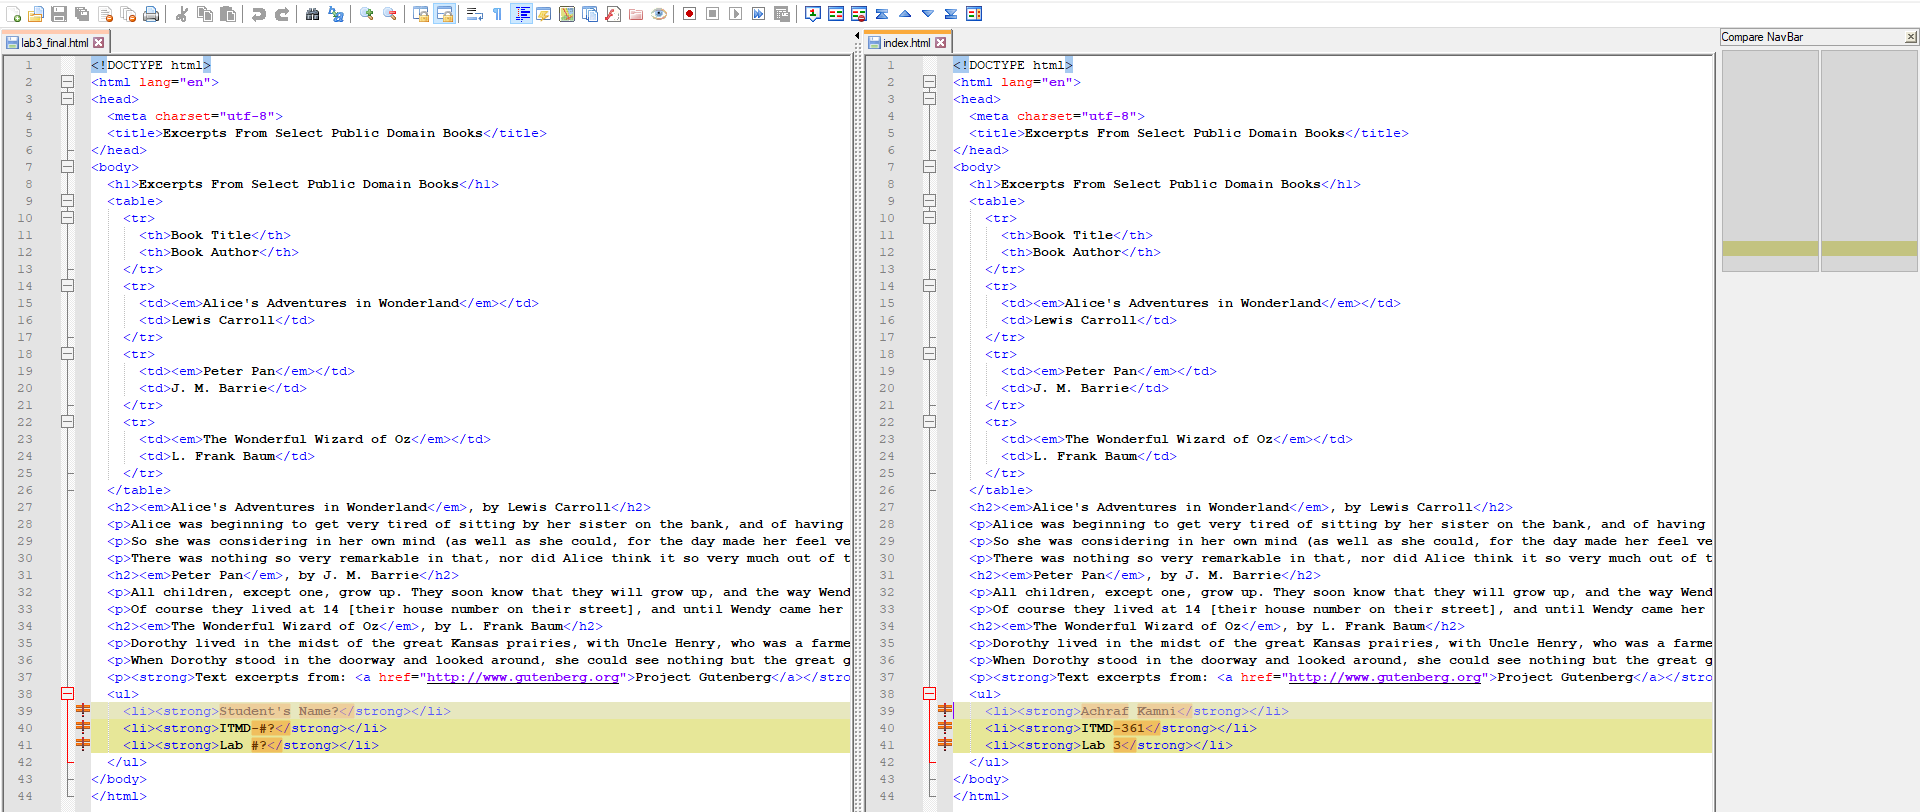 lab3_final.html
1 <!DOCTYPE html>
2 <html lang="en">
3 <head>
4 <meta charset="utf-8">
5 <title>Excerpts From Select Public Domain Books</title>
6 </head>
7 <body>
8 <h1>Excerpts From Select Public Domain Books</h1>
9 <table>
10 <tr>
11 <th>Book Title</th>
12 <th>Book Author</th>
13 </tr>
14 <tr>
15 <td><em>Alice's Adventures in Wonderland</em></td>
16 <td>Lewis Carroll</td>
17 </tr>
18 <tr>
19 <td><em>Peter Pan</em></td>
20 <td>J. M. Barrie</td>
21 </tr>
22 <tr>
23 <td><em>The Wonderful Wizard of Oz</em></td>
24 <td>L. Frank Baum</td>
25 </tr>
26 </table>
27 <h2><em>Alice's Adventures in Wonderland</em>, by Lewis Carroll</h2>
28 <p>Alice was beginning to get very tired of sitting by her sister on the bank, and of having
29 <p>So she was considering in her own mind (as well as she could, for the day made her feel ve
30 <p>There was nothing so very remarkable in that, nor did Alice think it so very much out of t
31 <h2><em>Peter Pan</em>, by J. M. Barrie</h2>
32 <p>All children, except one, grow up. They soon know that they will grow up, and the way Wend
33 <p>Of course they lived at 14 [their house number on their street], and until Wendy came her
34 <h2><em>The Wonderful Wizard of Oz</em>, by L. Frank Baum</h2>
35 <p>Dorothy lived in the midst of the great Kansas prairies, with Uncle Henry, who was a farme
36 <p>When Dorothy stood in the doorway and looked around, she could see nothing but the great g
37 <p><strong>Text excerpts from: <a href="http://www.gutenberg.org">Project Gutenberg</a></stro
38 <ul>
39 <li><strong>Student's Name?</strong></li>
40 <li><strong>ITMD-#?</strong></li>
41 <li><strong>Lab #?</strong></li>
42 </ul>
43 </body>
44 </html>
index.html
1 <!DOCTYPE html>
2 <html lang="en">
3 <head>
4 <meta charset="utf-8">
5 <title>Excerpts From Select Public Domain Books</title>
6 </head>
7 <body>
8 <h1>Excerpts From Select Public Domain Books</h1>
9 <table>
10 <tr>
11 <th>Book Title</th>
12 <th>Book Author</th>
13 </tr>
14 <tr>
15 <td><em>Alice's Adventures in Wonderland</em></td>
16 <td>Lewis Carroll</td>
17 </tr>
18 <tr>
19 <td><em>Peter Pan</em></td>
20 <td>J. M. Barrie</td>
21 </tr>
22 <tr>
23 <td><em>The Wonderful Wizard of Oz</em></td>
24 <td>L. Frank Baum</td>
25 </tr>
26 </table>
27 <h2><em>Alice's Adventures in Wonderland</em>, by Lewis Carroll</h2>
28 <p>Alice was beginning to get very tired of sitting by her sister on the bank, and of having
29 <p>So she was considering in her own mind (as well as she could, for the day made her feel ve
30 <p>There was nothing so very remarkable in that, nor did Alice think it so very much out of t
31 <h2><em>Peter Pan</em>, by J. M. Barrie</h2>
32 <p>All children, except one, grow up. They soon know that they will grow up, and the way Wend
33 <p>Of course they lived at 14 [their house number on their street], and until Wendy came her
34 <h2><em>The Wonderful Wizard of Oz</em>, by L. Frank Baum</h2>
35 <p>Dorothy lived in the midst of the great Kansas prairies, with Uncle Henry, who was a farme
36 <p>When Dorothy stood in the doorway and looked around, she could see nothing but the great g
37 <p><strong>Text excerpts from: <a href="http://www.gutenberg.org">Project Gutenberg</a></stro
38 <ul>
39 <li><strong>Achraf Kamni</strong></li>
40 <li><strong>ITMD-361</strong></li>
41 <li><strong>Lab 3</strong></li>
42 </ul>
43 </body>
44 </html>
Compare NavBar